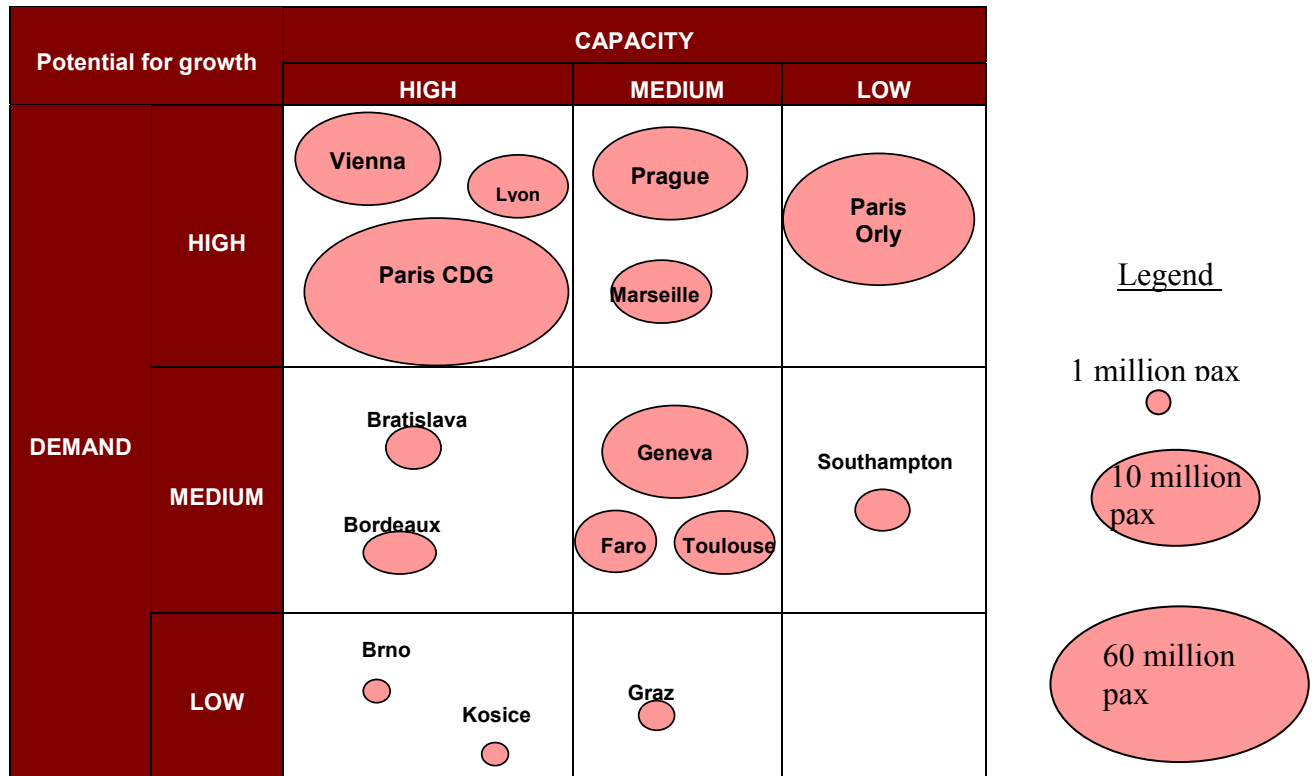 Potential for growth
CAPACITY
HIGH
MEDIUM
LOW
DEMAND
HIGH
Vienna
Lyon
Paris CDG
Prague
Marseille
Paris
Orly
MEDIUM
Bratislava
Bordeaux
Geneva
Faro
Toulouse
Southampton
LOW
Brno
Kosice
Graz
Legend
1 million pax
10 million
pax
60 million
pax